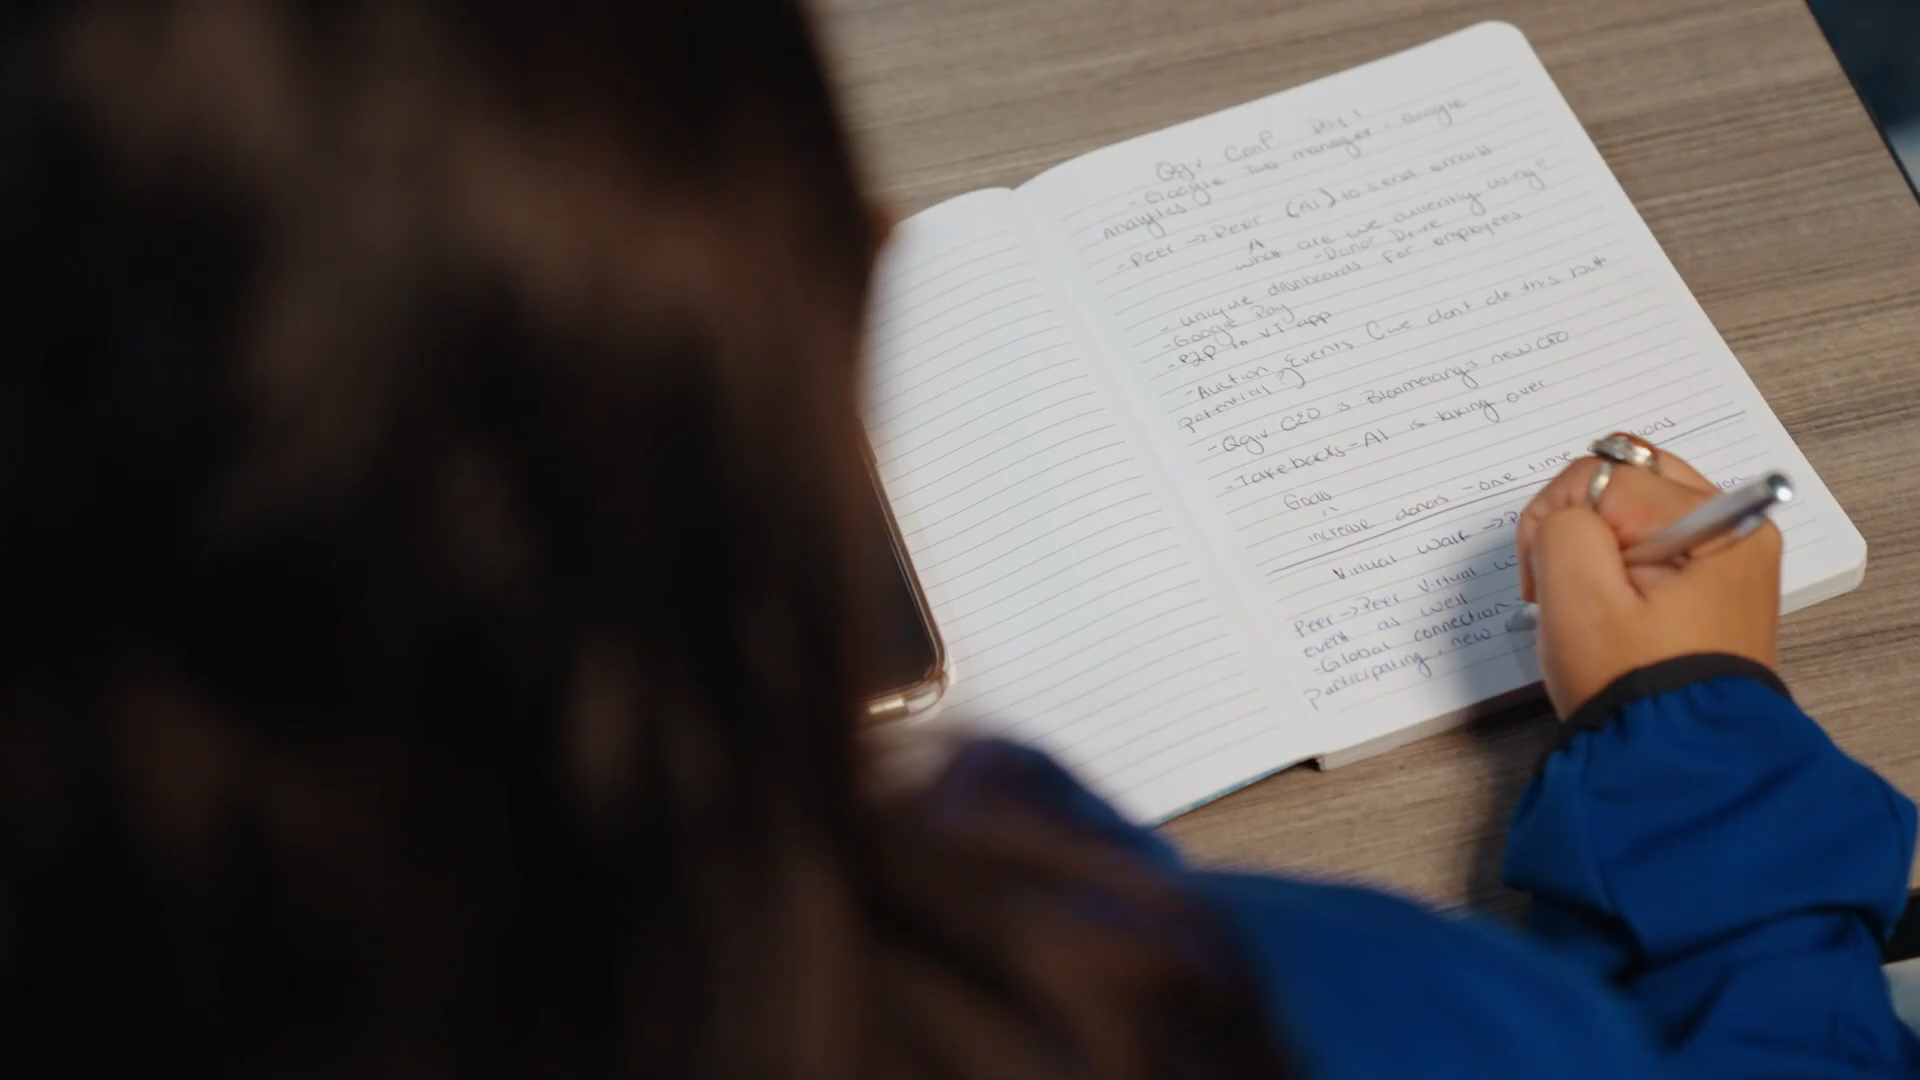 Qgiv Conf Day 1
- Google Tag manager - Google
Analytics
- Peer -> Peer (AI) to send emails
what are we currently using?
- Donor Drive
- unique dashboards for employees
- Google Pay
- P2P in VT app
- Auction Events (we don't do this but
potential?)
- Qgiv CEO is Bloomerang's new CEO
- Takebacks - AI is taking over
Goals
increase donors - one time
Virtual Walk ->
Peer -> Peer Virtual
event as well
- Global connection -
Participating, new